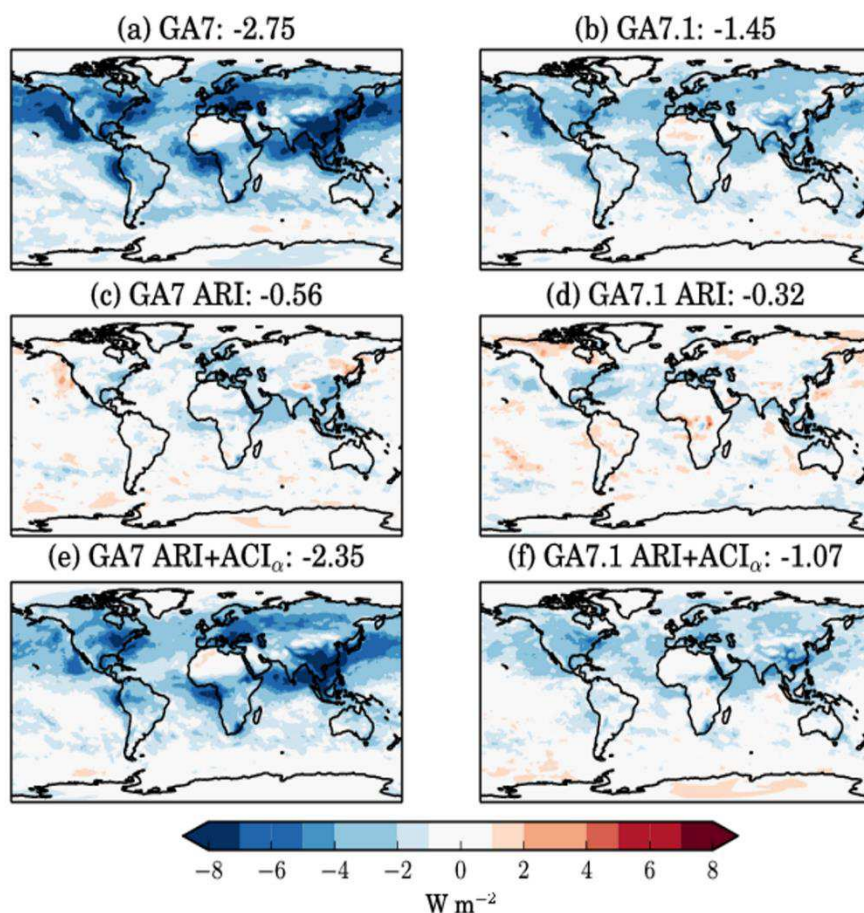 (a) GA7: -2.75
(b) GA7.1: -1.45
(c) GA7 ARI: -0.56
(d) GA7.1 ARI: -0.32
(e) GA7 ARI+ACIα: -2.35
(f) GA7.1 ARI+ACIα: -1.07
−8 −6 −4 −2 0 2 4 6 8
W m−2